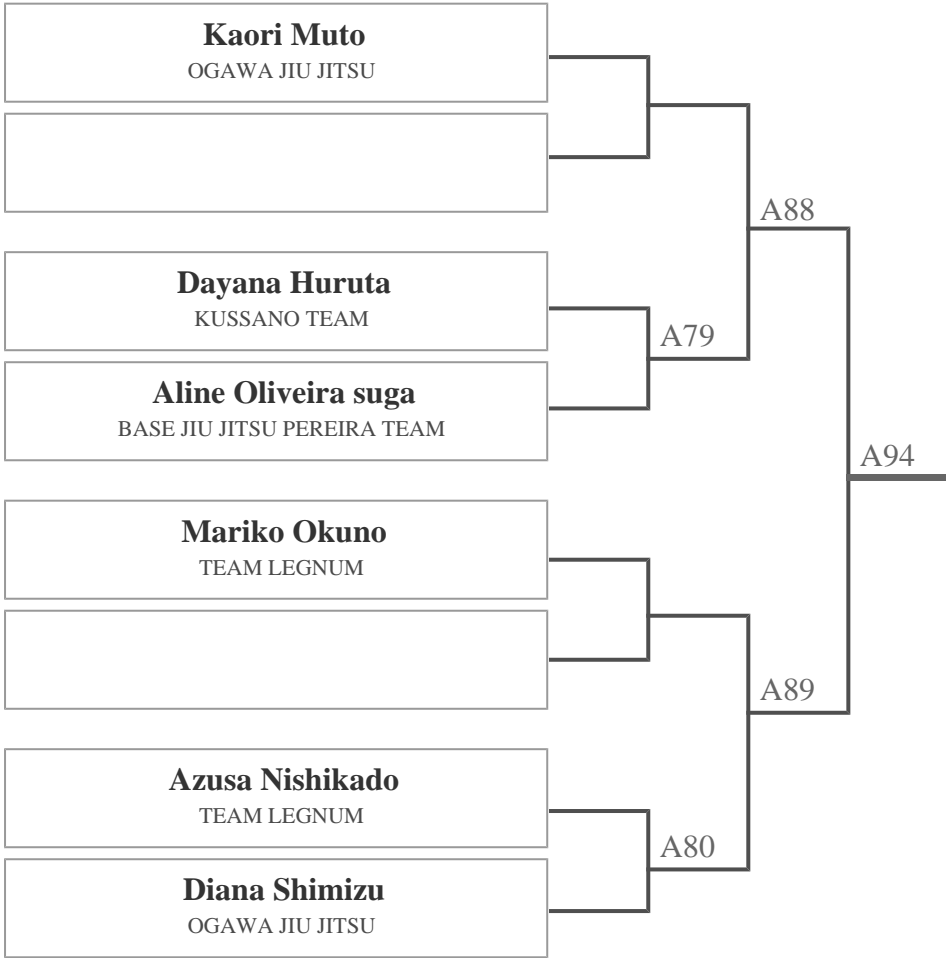 Kaori Muto
OGAWA JIU JITSU
A88
Dayana Huruta
KUSSANO TEAM
A79
Aline Oliveira suga
BASE JIU JITSU PEREIRA TEAM
A94
Mariko Okuno
TEAM LEGNUM
A89
Azusa Nishikado
TEAM LEGNUM
A80
Diana Shimizu
OGAWA JIU JITSU